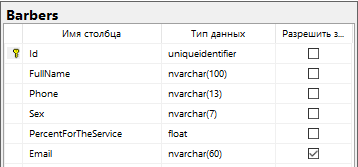 Barbers
Имя столбца Тип данных Разрешить з...
Id uniqueidentifier
FullName nvarchar(100)
Phone nvarchar(13)
Sex nvarchar(7)
PercentForTheService float
Email nvarchar(60)